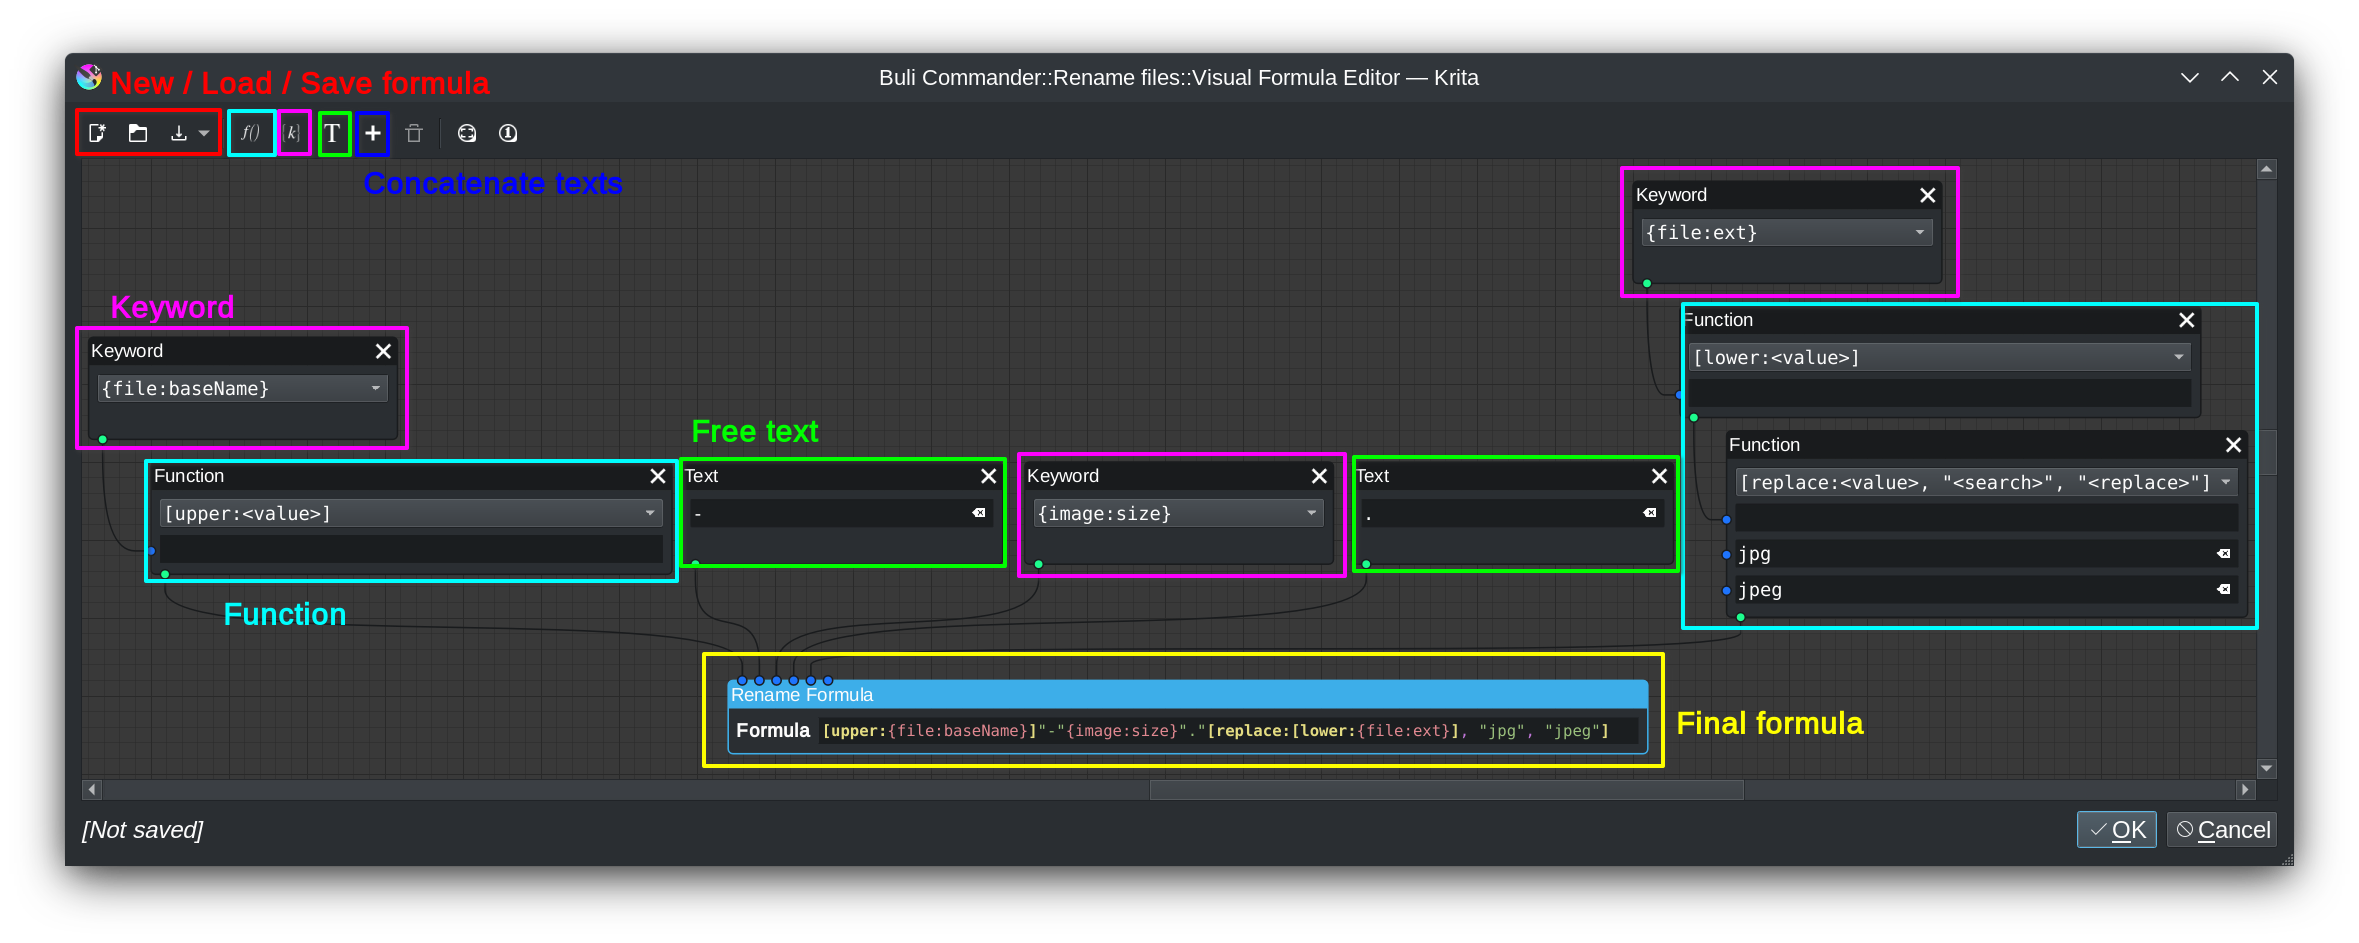 New / Load / Save formula
Buli Commander::Rename files::Visual Formula Editor — Krita
f()
{k}
T
Concatenate texts
Keyword
{file:ext}
Keyword
Keyword
{file:baseName}
Function
[lower:<value>]
Free text
Function
[upper:<value>]
Text
-
Keyword
{image:size}
Text
.
Function
[replace:<value>, "<search>", "<replace>"]
jpg
jpeg
Function
Rename Formula
Formula [upper:{file:baseName}]"-"{image:size}"."[replace:[lower:{file:ext}], "jpg", "jpeg"]
Final formula
[Not saved]
OK
Cancel